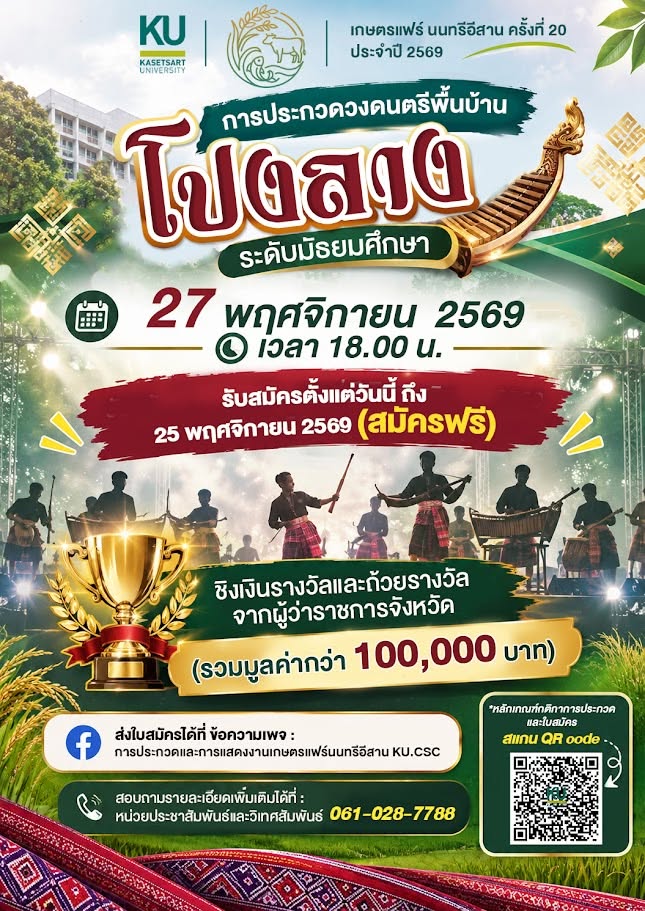 KU
KASETSART
UNIVERSITY
เกษตรแฟร์ นนทรีอีสาน ครั้งที่ 20
ประจำปี 2569
การประกวดวงดนตรีพื้นบ้าน
โปงลาง
ระดับมัธยมศึกษา
27 พฤศจิกายน 2569
เวลา 18.00 น.
รับสมัครตั้งแต่วันนี้ ถึง
25 พฤศจิกายน 2569 (สมัครฟรี)
ชิงเงินรางวัลและถ้วยรางวัล
จากผู้ว่าราชการจังหวัด
(รวมมูลค่ากว่า 100,000 บาท)
ส่งใบสมัครได้ที่ ข้อความเพจ :
การประกวดและการแสดงงานเกษตรแฟร์นนทรีอีสาน KU.CSC
สอบถามรายละเอียดเพิ่มเติมได้ที่ :
หน่วยประชาสัมพันธ์และวิเทศสัมพันธ์ 061-028-7788
*หลักเกณฑ์กติกาการประกวด
และใบสมัคร
สแกน QR oode
KU